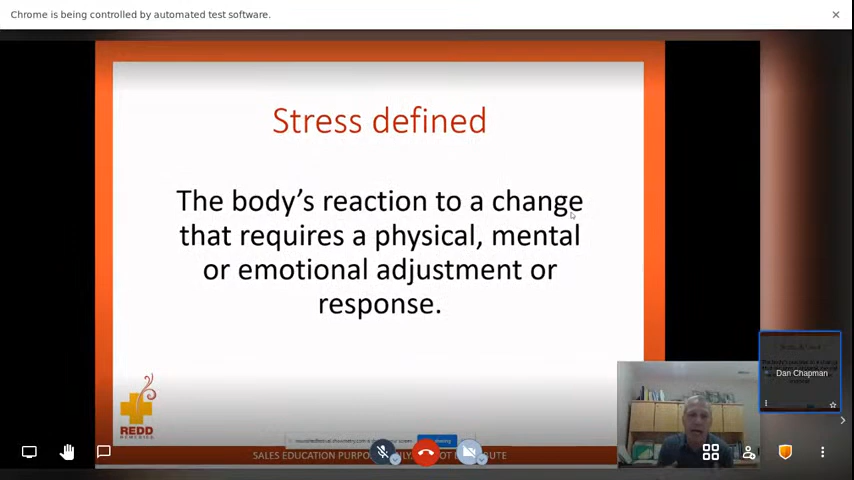 Chrome is being controlled by automated test software.
Stress defined
The body's reaction to a change
that requires a physical, mental
or emotional adjustment or
response.
Dan Chapman
REDD
REMEDIES
SALES EDUCATION PURPO